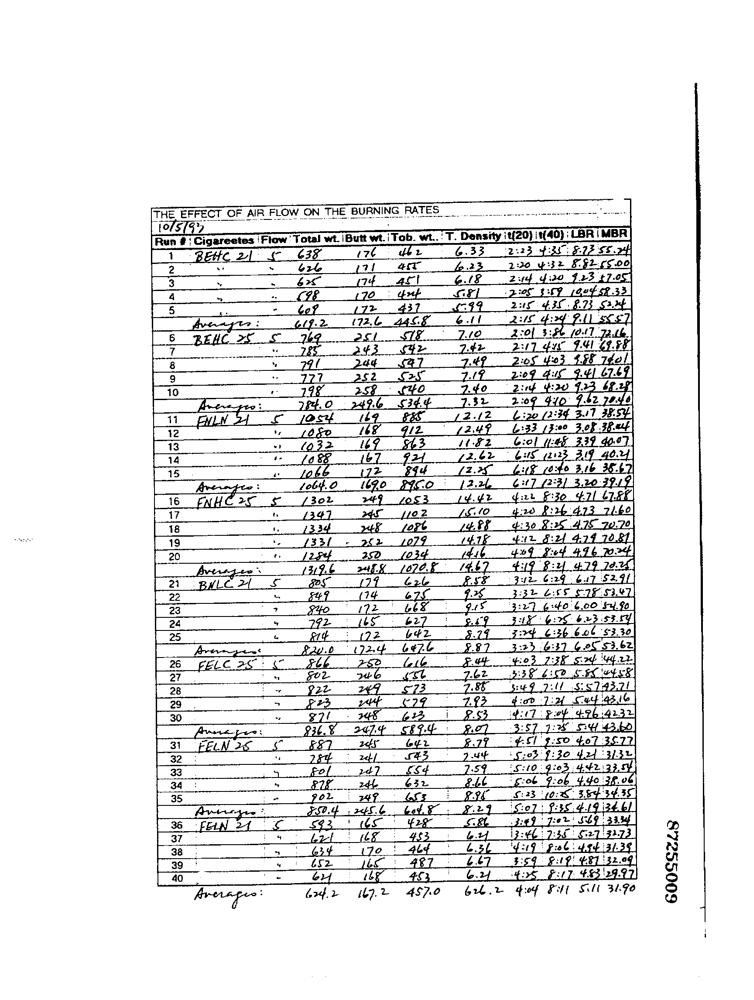 THE EFFECT OF AIR FLOW ON THE BURNING RATES
10/5/93
Run # Cigareetes Flow Total wt. Butt wt. Tob. wt.. T. Density t(20) t(40) LBR MBR
1 BEHC 21 5 638 176 462 6.33 2:23 4:35 8.73 55.24
2 " " 626 171 455 6.23 2:20 4:32 8.82 55.00
3 " " 625 174 451 6.18 2:14 4:20 9.23 57.05
4 " " 598 170 424 5.81 2:05 3:59 10.04 58.33
5 " " 609 172 437 5.99 2:15 4:35 8.73 52.24
Averages: 619.2 172.6 445.8 6.11 2:15 4:24 9.11 55.57
6 BEHC 25 5 769 251 518 7.10 2:01 3:56 10.17 72.16
7 " 785 243 542 7.42 2:17 4:15 9.41 69.88
8 " 791 244 547 7.49 2:05 4:03 9.88 74.01
9 " 777 252 525 7.19 2:09 4:15 9.41 67.69
10 " 798 258 540 7.40 2:14 4:20 9.23 68.28
Averages: 784.0 249.6 534.4 7.32 2:09 4:10 9.62 70.40
11 FNLN 21 5 1054 169 885 12.12 6:20 12:34 3.17 38.54
12 " 1080 168 912 12.49 6:33 13:00 3.08 38.44
13 " 1032 169 863 11.82 6:01 11:48 3.39 40.07
14 " 1088 167 921 12.62 6:15 12:23 3.19 40.21
15 1066 172 894 12.25 6:18 10:40 3.16 38.67
Averages: 1064.0 169.0 895.0 12.26 6:17 12:31 3.20 39.19
16 FNHC 25 5 1302 249 1053 14.42 4:22 8:30 4.71 67.88
17 " 1347 245 1102 15.10 4:20 8:26 4.73 71.60
18 " 1334 248 1086 14.88 4:30 8:25 4.75 70.70
19 " 1331 252 1079 14.78 4:12 8:21 4.79 70.81
20 " 1284 250 1034 14.16 4:09 8:04 4.96 70.24
Averages: 1319.6 248.8 1070.8 14.67 4:19 8:21 4.79 70.25
21 BNLC 21 5 805 179 626 8.58 3:12 6:29 6.17 52.91
22 " 849 174 675 9.25 3:32 6:55 5.78 53.47
23 " 840 172 668 9.15 3:27 6:40 6.00 54.90
24 " 792 165 627 8.59 3:18 6:25 6.23 53.54
25 " 814 172 642 8.79 3:24 6:36 6.06 53.30
Averages: 820.0 172.4 647.6 8.87 3:23 6:37 6.05 53.62
26 FELC 25 5 866 250 616 8.44 4:03 7:38 5.24 44.22
27 " 802 246 556 7.62 3:38 6:50 5.85 44.58
28 " 822 249 573 7.85 3:49 7:11 5.57 43.71
29 " 823 244 579 7.93 4:00 7:21 5.44 43.16
30 " 871 248 623 8.53 4:17 8:04 4.96 42.32
Averages: 836.8 247.4 589.4 8.07 3:57 7:25 5.41 43.60
31 FELN 25 5 887 245 642 8.79 4:51 9:50 4.07 35.77
32 " 784 241 543 7.44 5:03 9:30 4.21 31.32
33 " 801 247 554 7.59 5:10 9:03 4.42 33.54
34 " 878 246 632 8.66 5:06 9:06 4.40 38.06
35 902 249 653 8.95 5:23 10:25 3.84 34.35
Averages: 850.4 245.6 604.8 8.29 5:07 9:35 4.19 34.61
36 FELN 21 5 593 165 428 5.86 3:49 7:02 5.69 33.34
37 " 621 168 453 6.21 3:46 7:35 5.27 32.73
38 " 634 170 464 6.36 4:19 8:06 4.94 31.39
39 " 652 165 487 6.67 3:59 8:19 4.87 32.09
40 " 621 168 453 6.21 4:25 8:17 4.83 29.97
Averages: 624.2 167.2 457.0 626.2 4:04 8:11 5.11 31.90
87255009